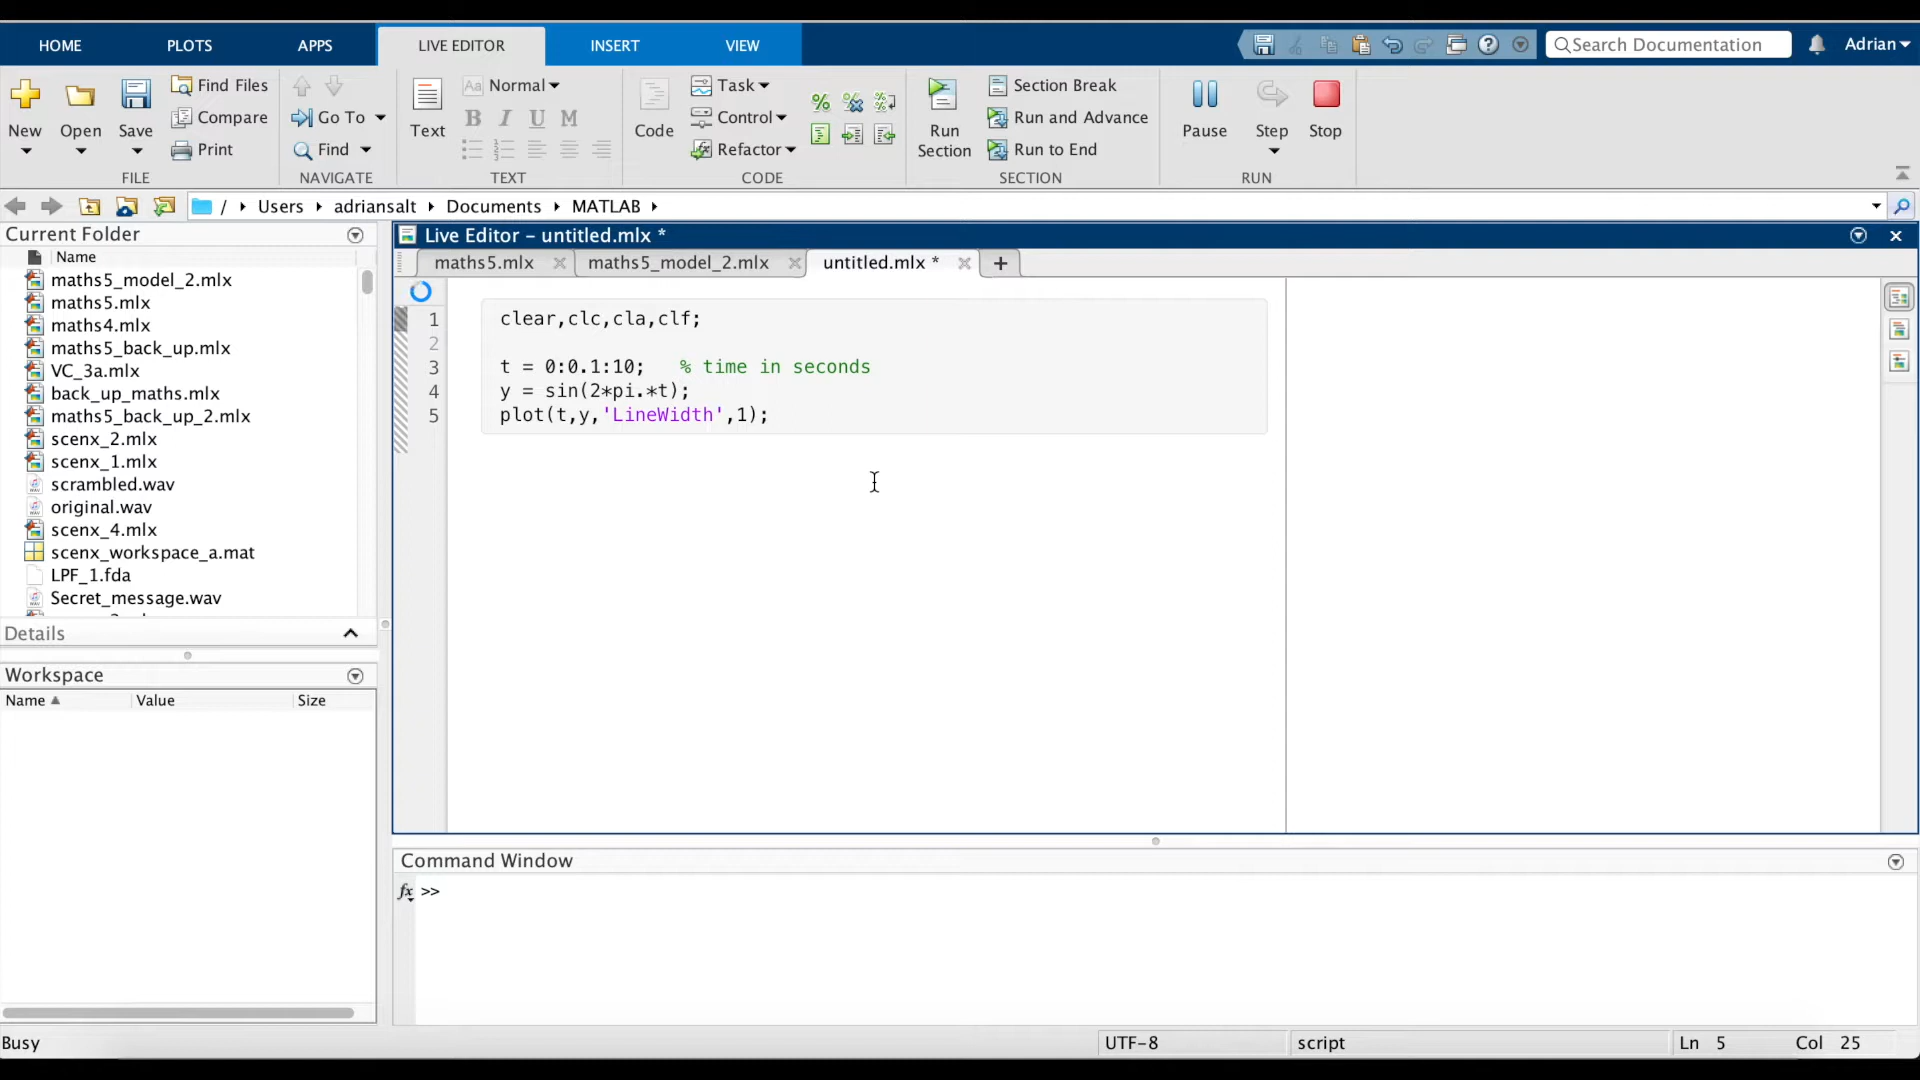 HOME PLOTS APPS LIVE EDITOR INSERT VIEW Search Documentation Adrian
New Open Save Find Files Compare Print Go To Find Text Aa Normal B I U M Code Task Control Refactor Run Section Section Break Run and Advance Run to End Pause Step Stop
FILE NAVIGATE TEXT CODE SECTION RUN
/ Users adriansalt Documents MATLAB
Current Folder
Name
maths5_model_2.mlx
maths5.mlx
maths4.mlx
maths5_back_up.mlx
VC_3a.mlx
back_up_maths.mlx
maths5_back_up_2.mlx
scenx_2.mlx
scenx_1.mlx
scrambled.wav
original.wav
scenx_4.mlx
scenx_workspace_a.mat
LPF_1.fda
Secret_message.wav
Details
Workspace
Name Value Size
Live Editor - untitled.mlx *
maths5.mlx maths5_model_2.mlx untitled.mlx * +
1 clear,clc,cla,clf;
2
3 t = 0:0.1:10;   % time in seconds
4 y = sin(2*pi.*t);
5 plot(t,y,'LineWidth',1);
Command Window
fx >>
Busy UTF-8 script Ln 5 Col 25